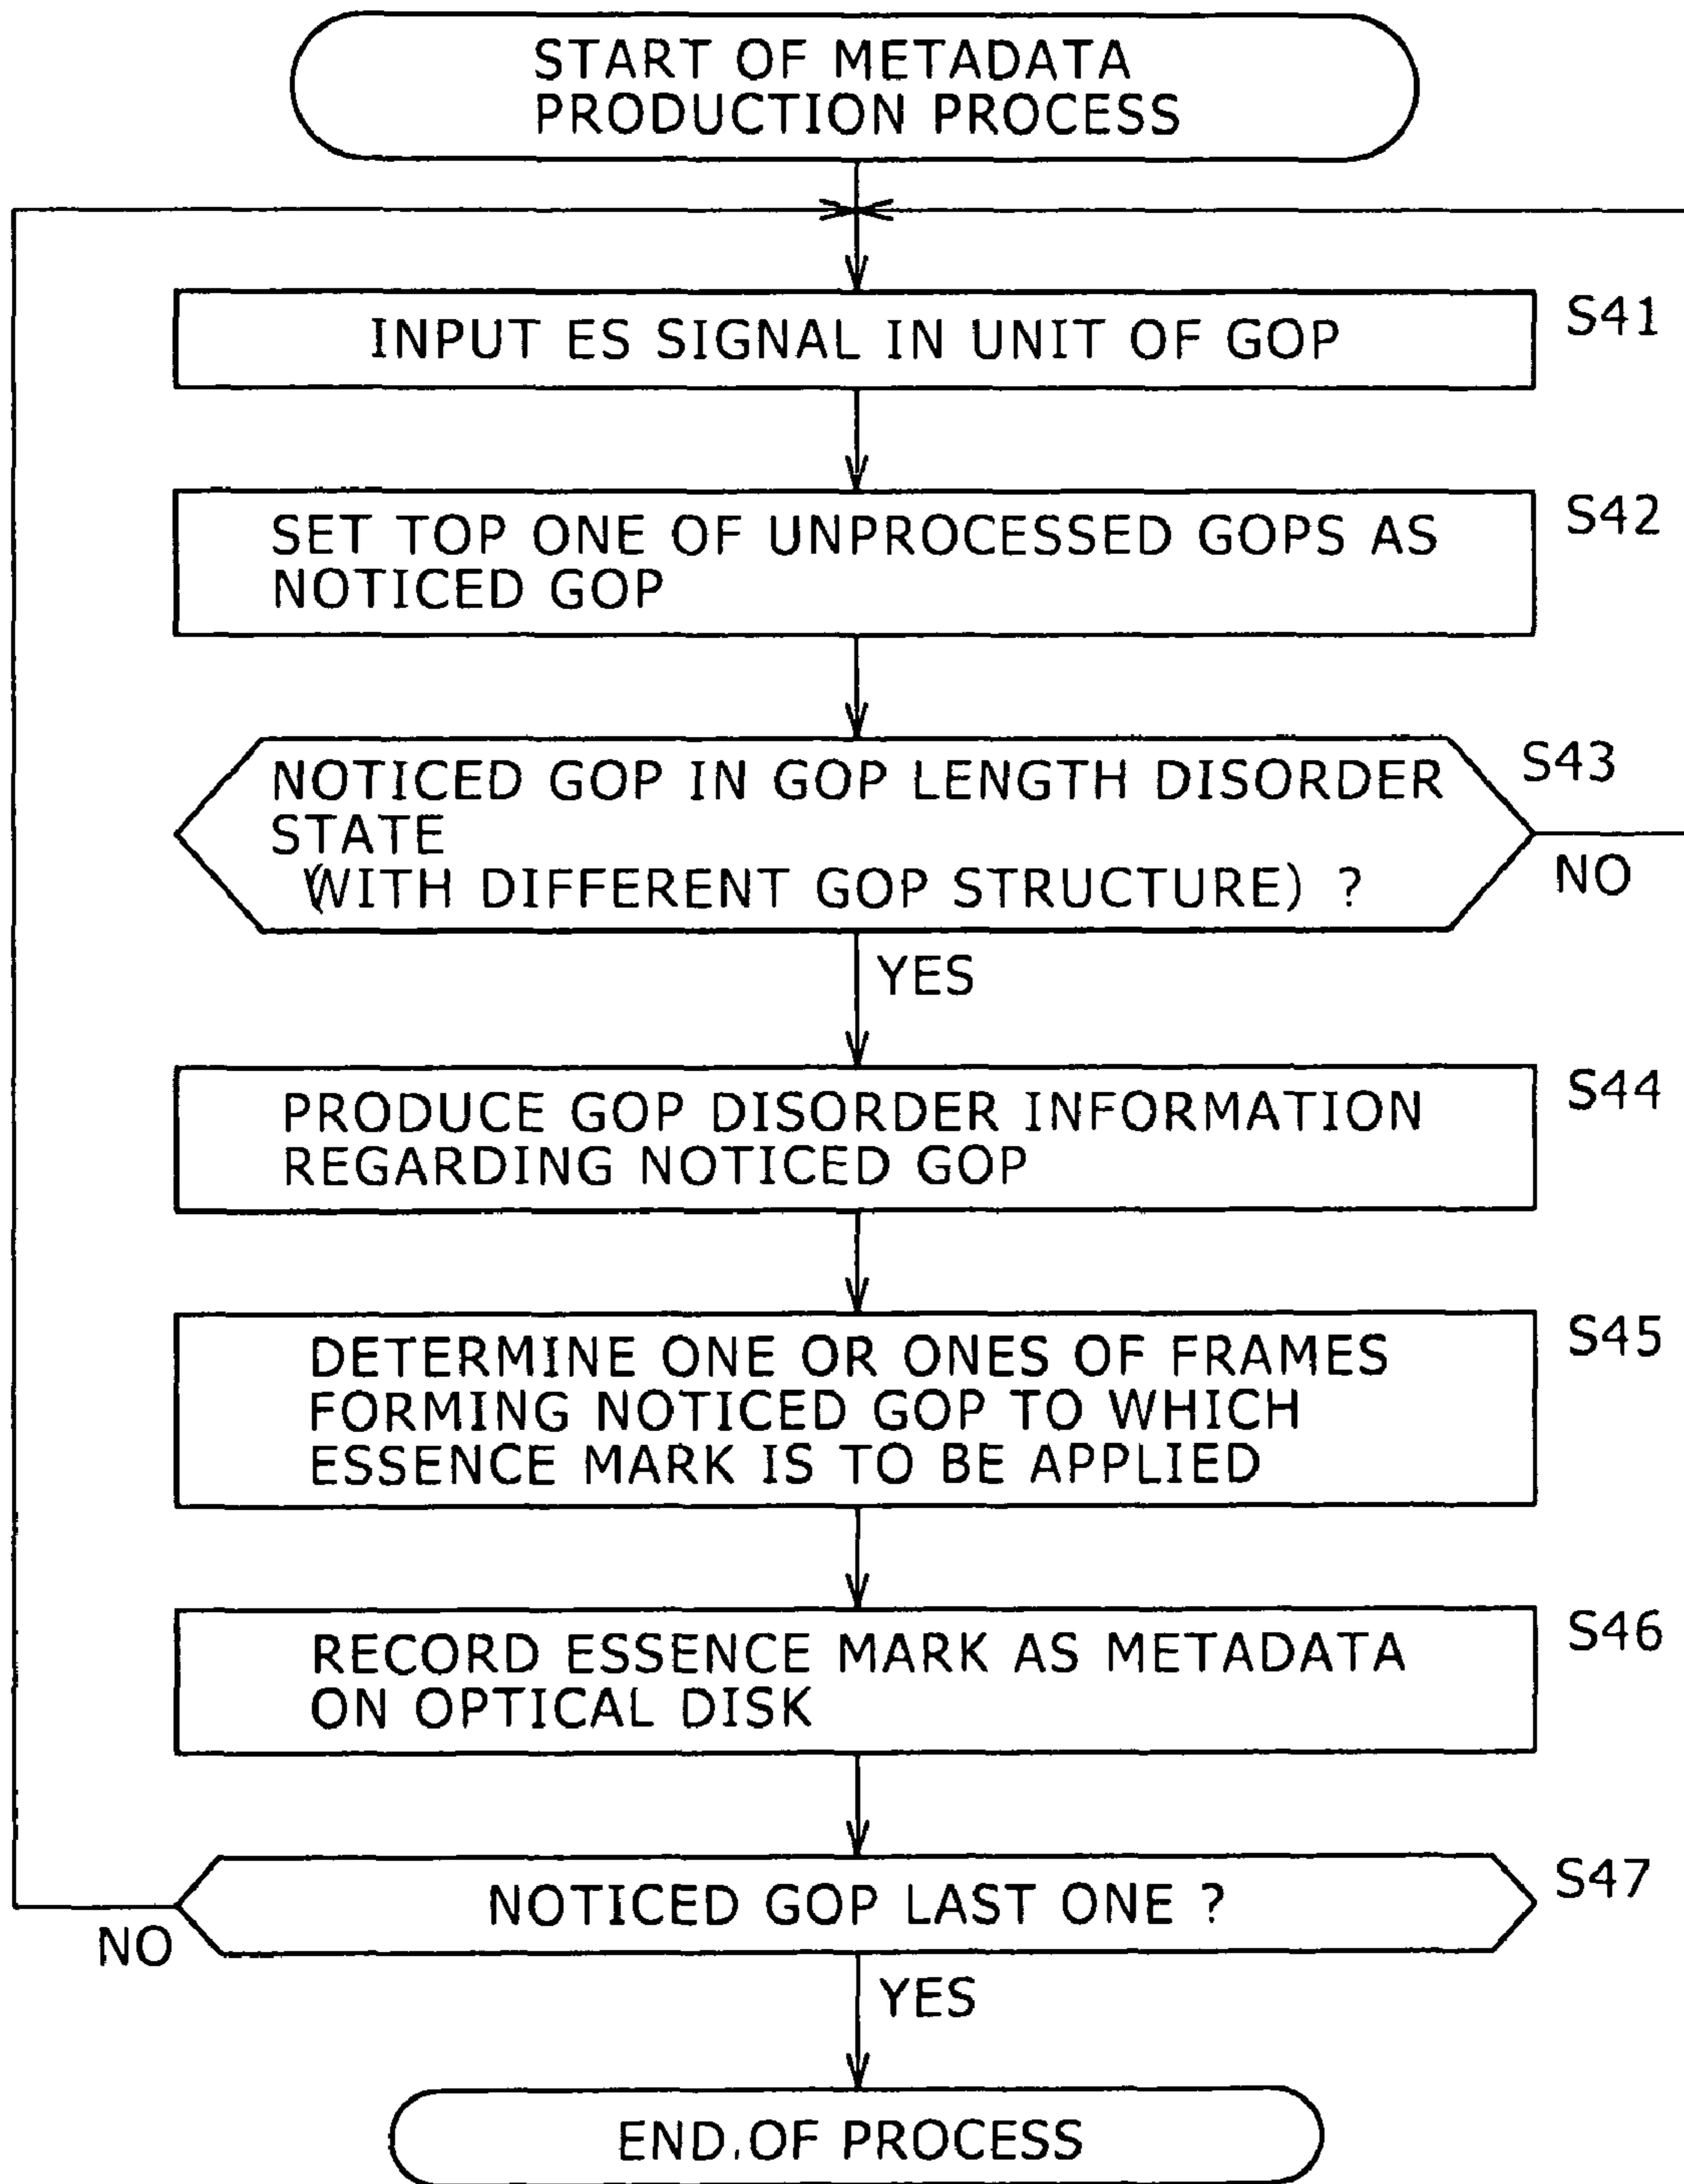 START OF METADATA
PRODUCTION PROCESS
INPUT ES SIGNAL IN UNIT OF GOP
S41
SET TOP ONE OF UNPROCESSED GOPS AS
NOTICED GOP
S42
NOTICED GOP IN GOP LENGTH DISORDER
STATE
(WITH DIFFERENT GOP STRUCTURE) ?
S43
NO
YES
PRODUCE GOP DISORDER INFORMATION
REGARDING NOTICED GOP
S44
DETERMINE ONE OR ONES OF FRAMES
FORMING NOTICED GOP TO WHICH
ESSENCE MARK IS TO BE APPLIED
S45
RECORD ESSENCE MARK AS METADATA
ON OPTICAL DISK
S46
NOTICED GOP LAST ONE ?
S47
NO
YES
END.OF PROCESS